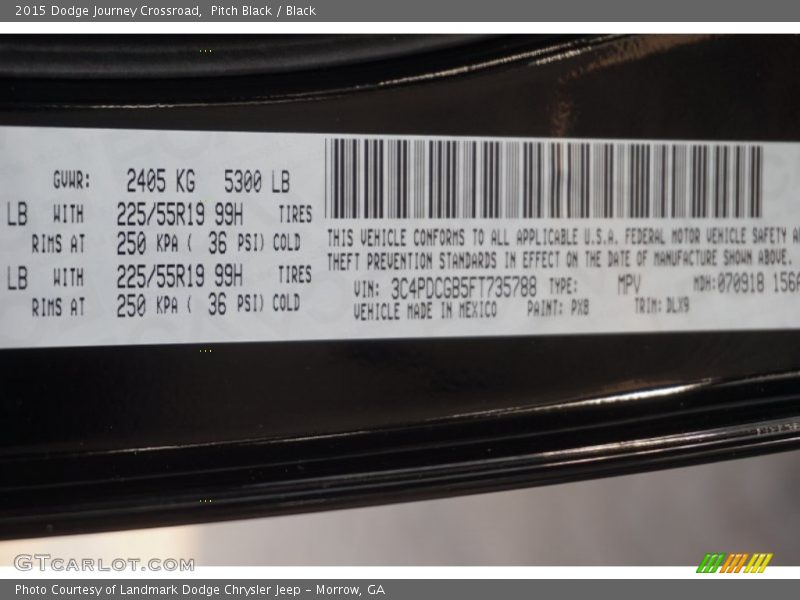 2015 Dodge Journey Crossroad, Pitch Black / Black
GVWR: 2405 KG 5300 LB
LB WITH 225/55R19 99H TIRES
RIMS AT 250 KPA ( 36 PSI) COLD
LB WITH 225/55R19 99H TIRES
RIMS AT 250 KPA ( 36 PSI) COLD
THIS VEHICLE CONFORMS TO ALL APPLICABLE U.S.A. FEDERAL MOTOR VEHICLE SAFETY
THEFT PREVENTION STANDARDS IN EFFECT ON THE DATE OF MANUFACTURE SHOWN ABOVE.
VIN: 3C4PDCGB5FT735788 TYPE: MPV MDH: 070918 156
VEHICLE MADE IN MEXICO PAINT: PX8 TRIM: DLX9
GTCARLOT.COM
Photo Courtesy of Landmark Dodge Chrysler Jeep – Morrow, GA